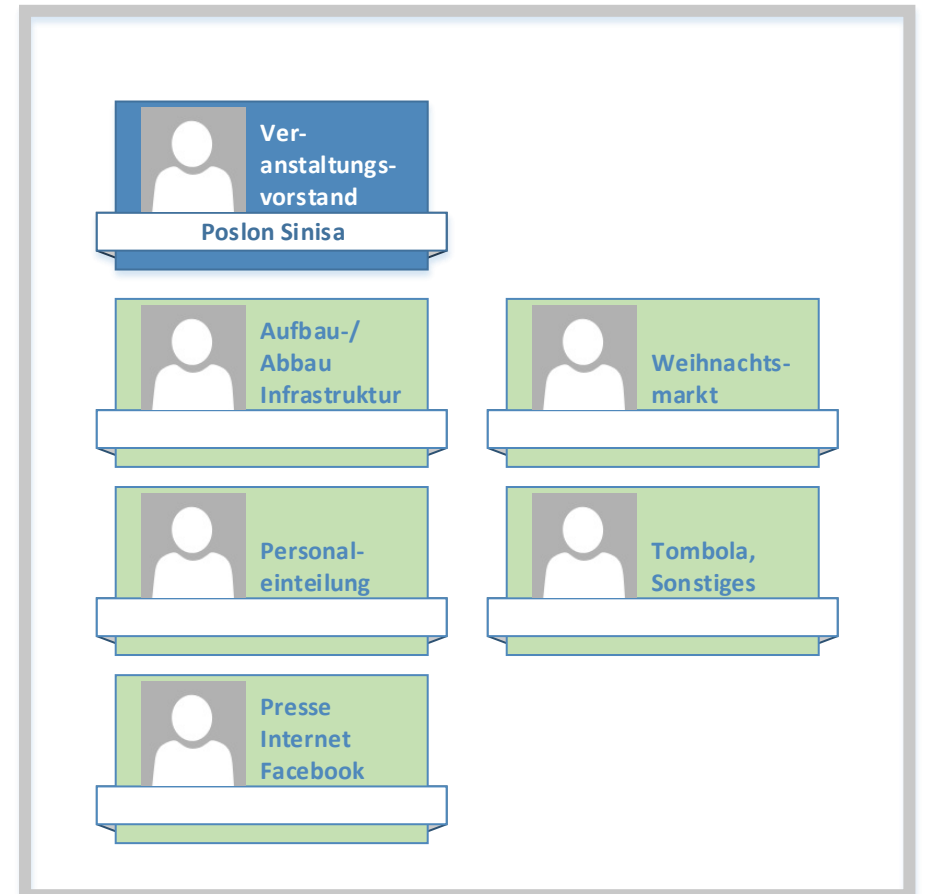 Ver-
anstaltungs-
vorstand
Poslon Sinisa
Aufbau-/
Abbau
Infrastruktur
Weihnachts-
markt
Personal-
einteilung
Tombola,
Sonstiges
Presse
Internet
Facebook